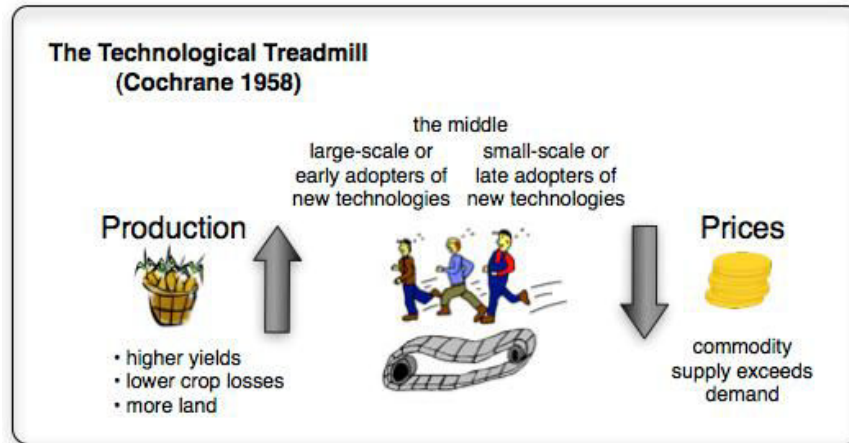 The Technological Treadmill
(Cochrane 1958)
the middle
large-scale or
early adopters of
new technologies
small-scale or
late adopters of
new technologies
Production
• higher yields
• lower crop losses
• more land
Prices
commodity
supply exceeds
demand